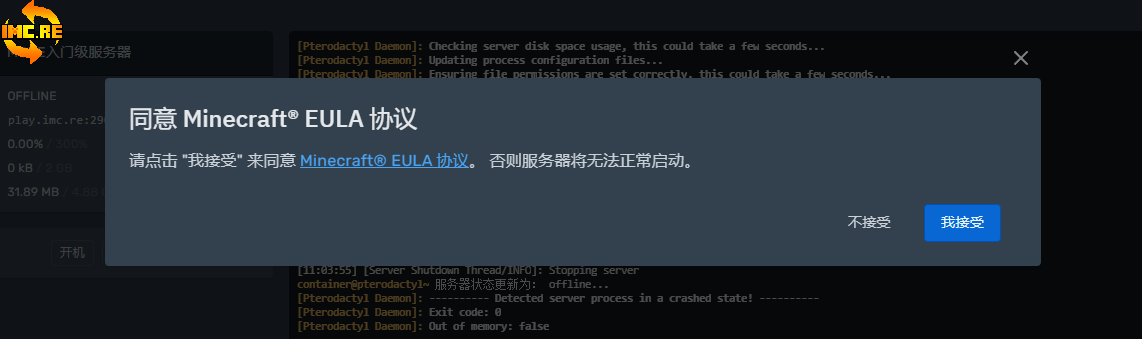 IMC.RE
入门级服务器
OFFLINE
play.imc.re:290
0.00% / 300%
0 kB / 2 GB
31.89 MB / 4.88
开机
[Pterodactyl Daemon]: Checking server disk space usage, this could take a few seconds...
[Pterodactyl Daemon]: Updating process configuration files...
[Pterodactyl Daemon]: Ensuring file permissions are set correctly, this could take a few seconds...
同意 Minecraft® EULA 协议
请点击 "我接受" 来同意 Minecraft® EULA 协议。 否则服务器将无法正常启动。
不接受
我接受
[11:03:55] [Server Shutdown Thread/INFO]: Stopping server
container@pterodactyl~ 服务器状态更新为： offline...
[Pterodactyl Daemon]: ---------- Detected server process in a crashed state! ----------
[Pterodactyl Daemon]: Exit code: 0
[Pterodactyl Daemon]: Out of memory: false